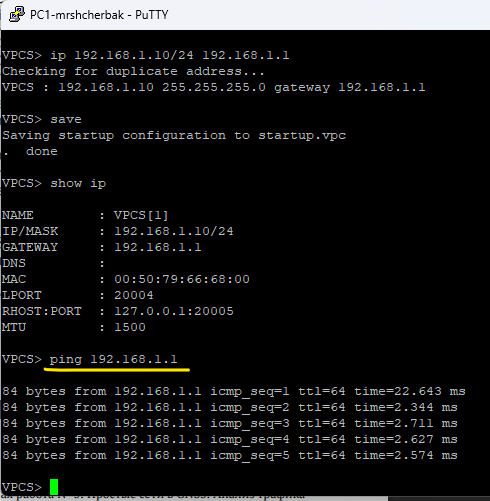 PC1-mrshcherbak - PuTTY
VPCS> ip 192.168.1.10/24 192.168.1.1
Checking for duplicate address...
VPCS : 192.168.1.10 255.255.255.0 gateway 192.168.1.1
VPCS> save
Saving startup configuration to startup.vpc
.  done
VPCS> show ip
NAME        : VPCS[1]
IP/MASK     : 192.168.1.10/24
GATEWAY     : 192.168.1.1
DNS         :
MAC         : 00:50:79:66:68:00
LPORT       : 20004
RHOST:PORT  : 127.0.0.1:20005
MTU         : 1500
VPCS> ping 192.168.1.1
84 bytes from 192.168.1.1 icmp_seq=1 ttl=64 time=22.643 ms
84 bytes from 192.168.1.1 icmp_seq=2 ttl=64 time=2.344 ms
84 bytes from 192.168.1.1 icmp_seq=3 ttl=64 time=2.711 ms
84 bytes from 192.168.1.1 icmp_seq=4 ttl=64 time=2.627 ms
84 bytes from 192.168.1.1 icmp_seq=5 ttl=64 time=2.574 ms
VPCS>